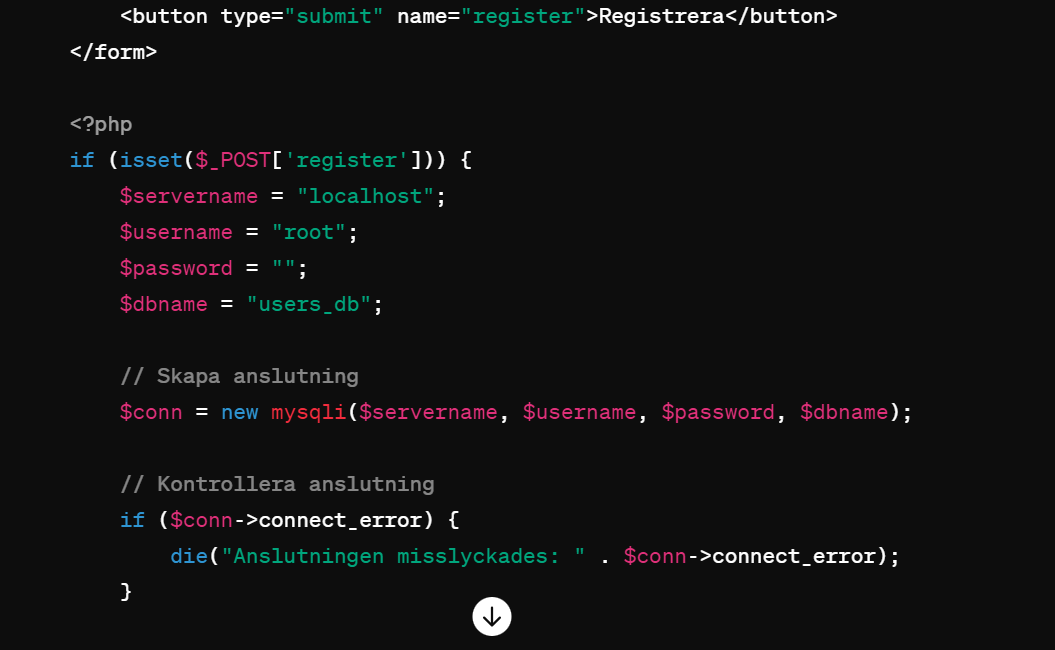 <button type="submit" name="register">Registrera</button>
</form>
<?php
if (isset($_POST['register'])) {
$servername = "localhost";
$username = "root";
$password = "";
$dbname = "users_db";
// Skapa anslutning
$conn = new mysqli($servername, $username, $password, $dbname);
// Kontrollera anslutning
if ($conn->connect_error) {
die("Anslutningen misslyckades: " . $conn->connect_error);
}